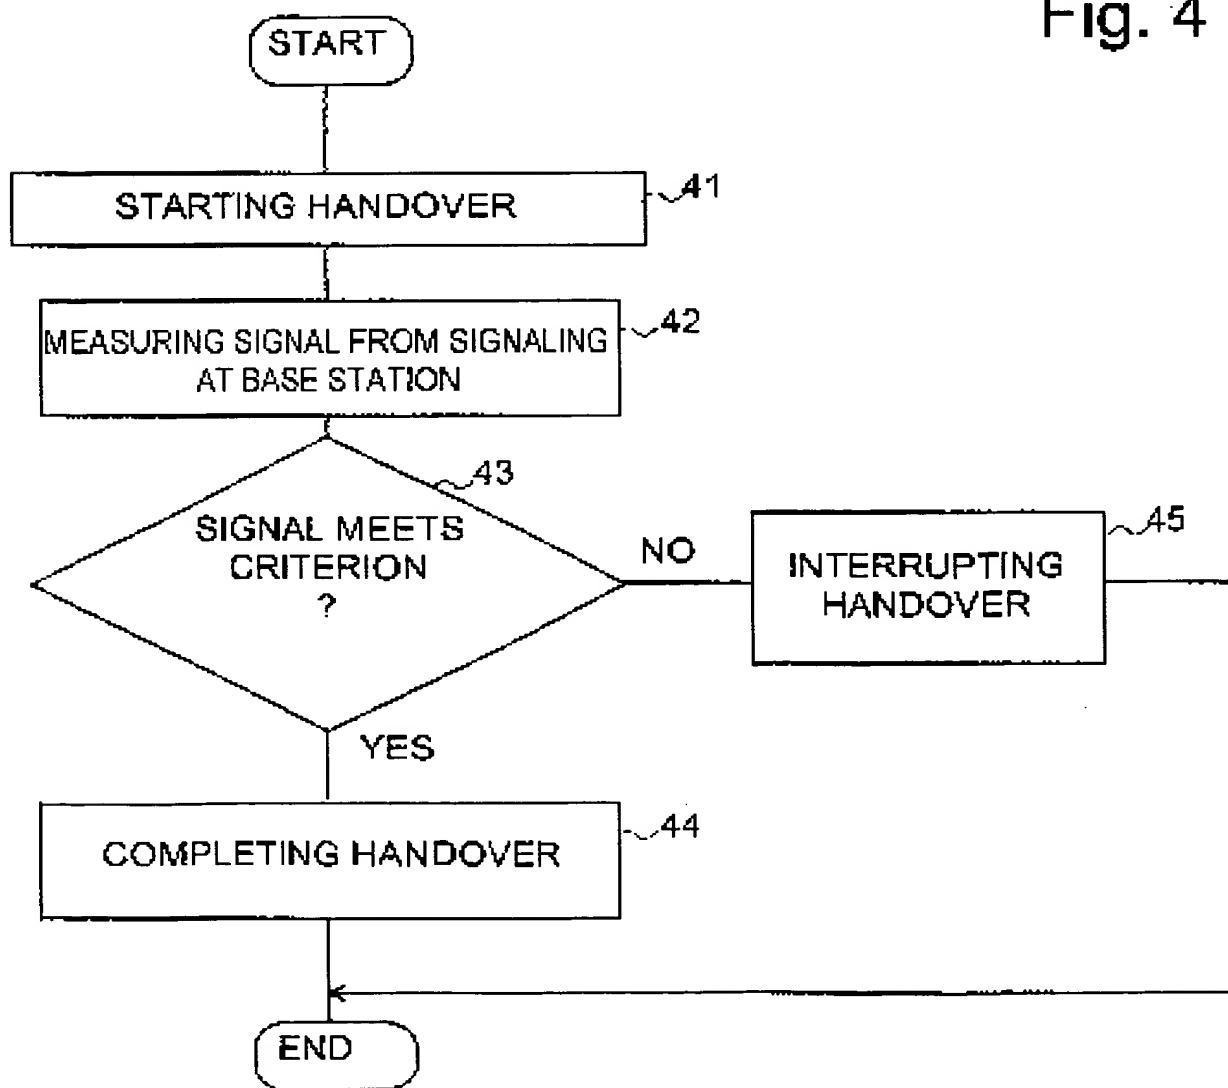 Fig. 4
START
STARTING HANDOVER
41
MEASURING SIGNAL FROM SIGNALING
AT BASE STATION
42
43
SIGNAL MEETS
CRITERION
?
NO
INTERRUPTING
HANDOVER
45
YES
COMPLETING HANDOVER
44
END